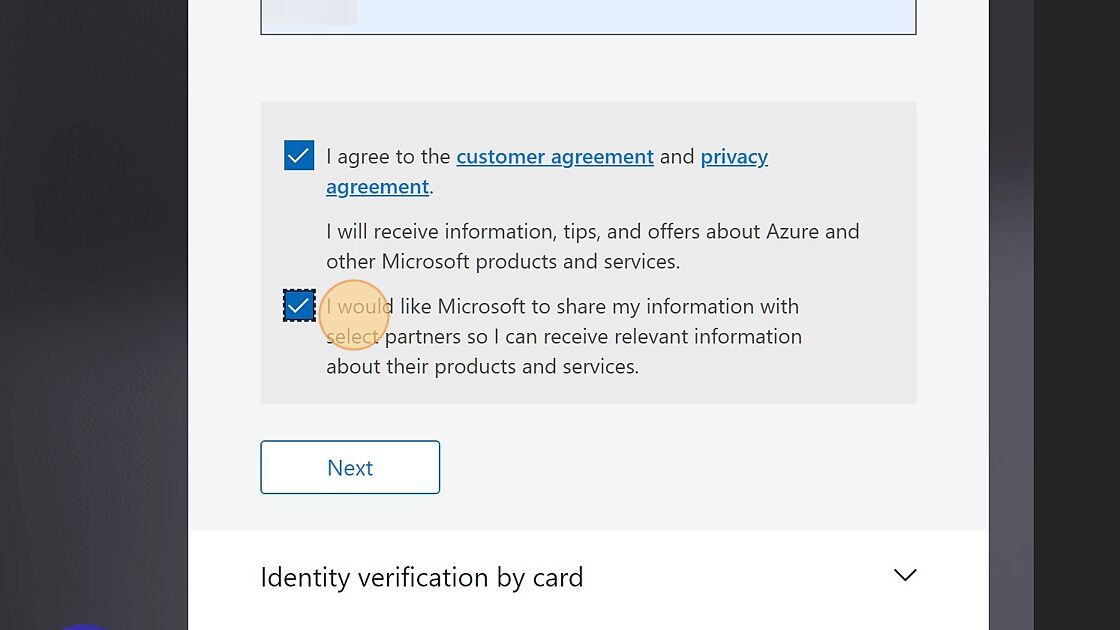 I agree to the customer agreement and privacy
agreement.
I will receive information, tips, and offers about Azure and
other Microsoft products and services.
I would like Microsoft to share my information with
select partners so I can receive relevant information
about their products and services.
Next
Identity verification by card